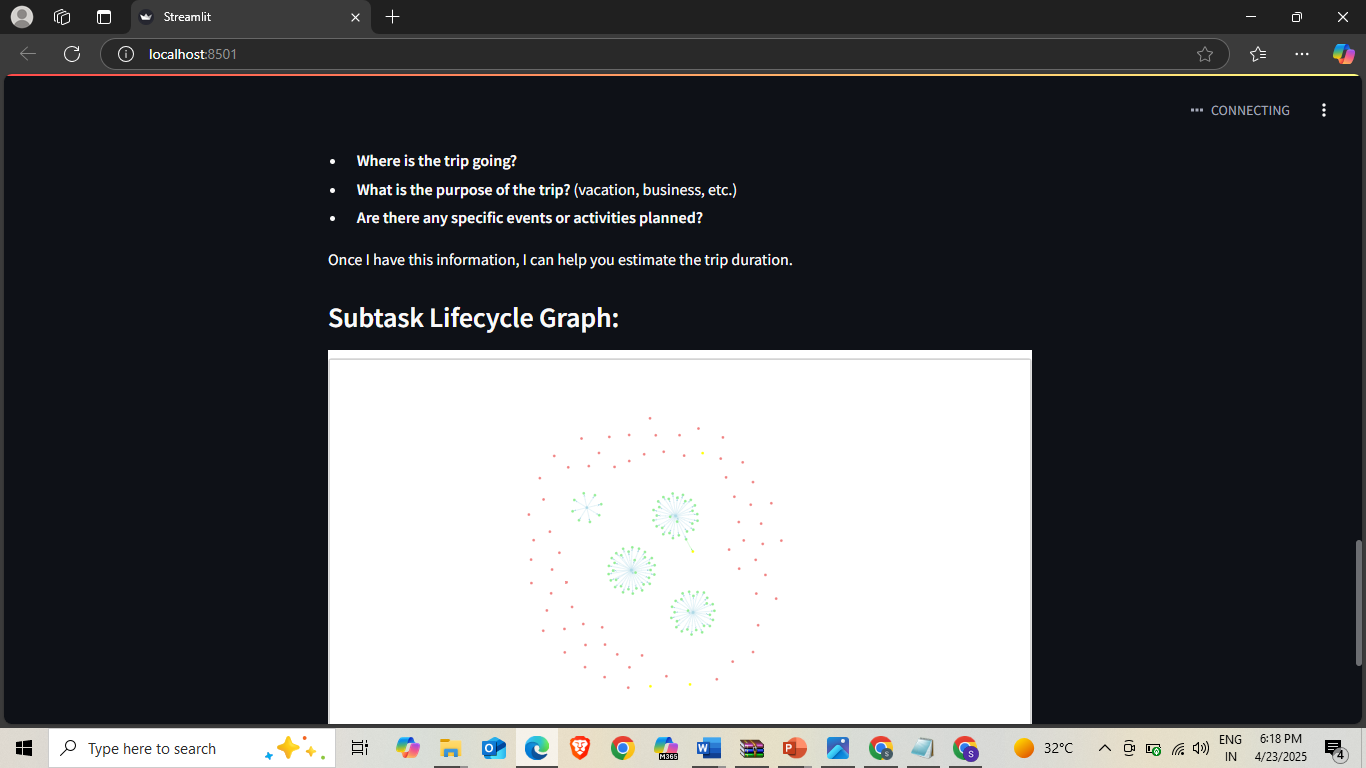 Streamlit
localhost:8501
CONNECTING
Where is the trip going?
What is the purpose of the trip? (vacation, business, etc.)
Are there any specific events or activities planned?
Once I have this information, I can help you estimate the trip duration.
Subtask Lifecycle Graph:
Type here to search
M365
S
S
32°C
ENG
IN
6:18 PM
4/23/2025
4